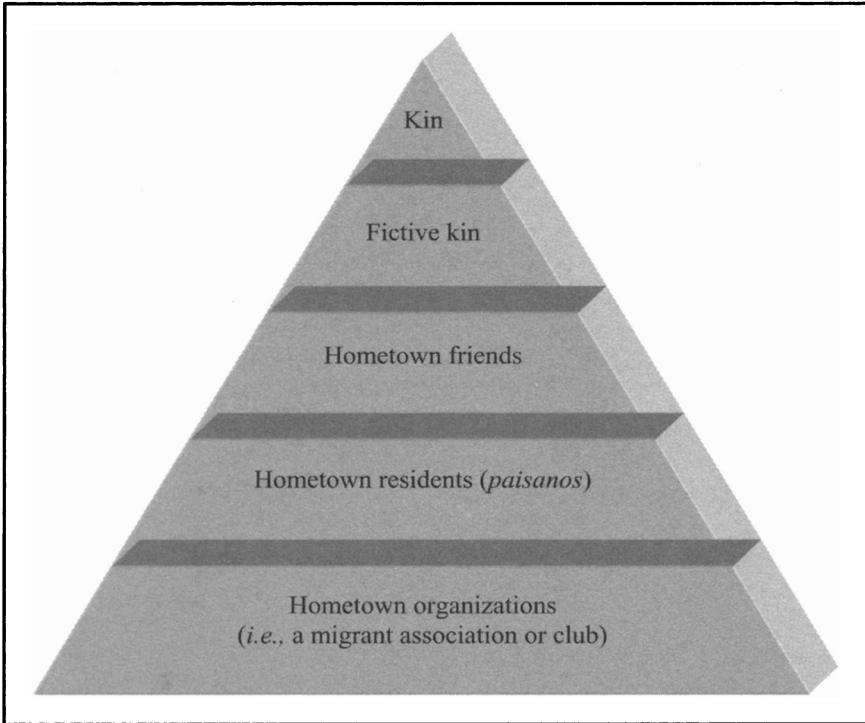 Kin
Fictive kin
Hometown friends
Hometown residents (paisanos)
Hometown organizations
(i.e., a migrant association or club)